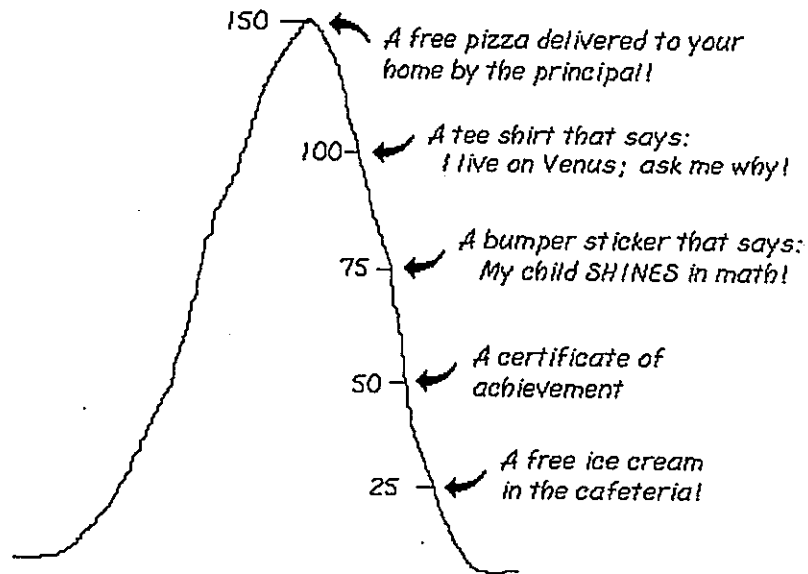 150
A free pizza delivered to your
home by the principal!
100
A tee shirt that says:
I live on Venus; ask me why!
75
A bumper sticker that says:
My child SHINES in math!
50
A certificate of
achievement
25
A free ice cream
in the cafeteria!